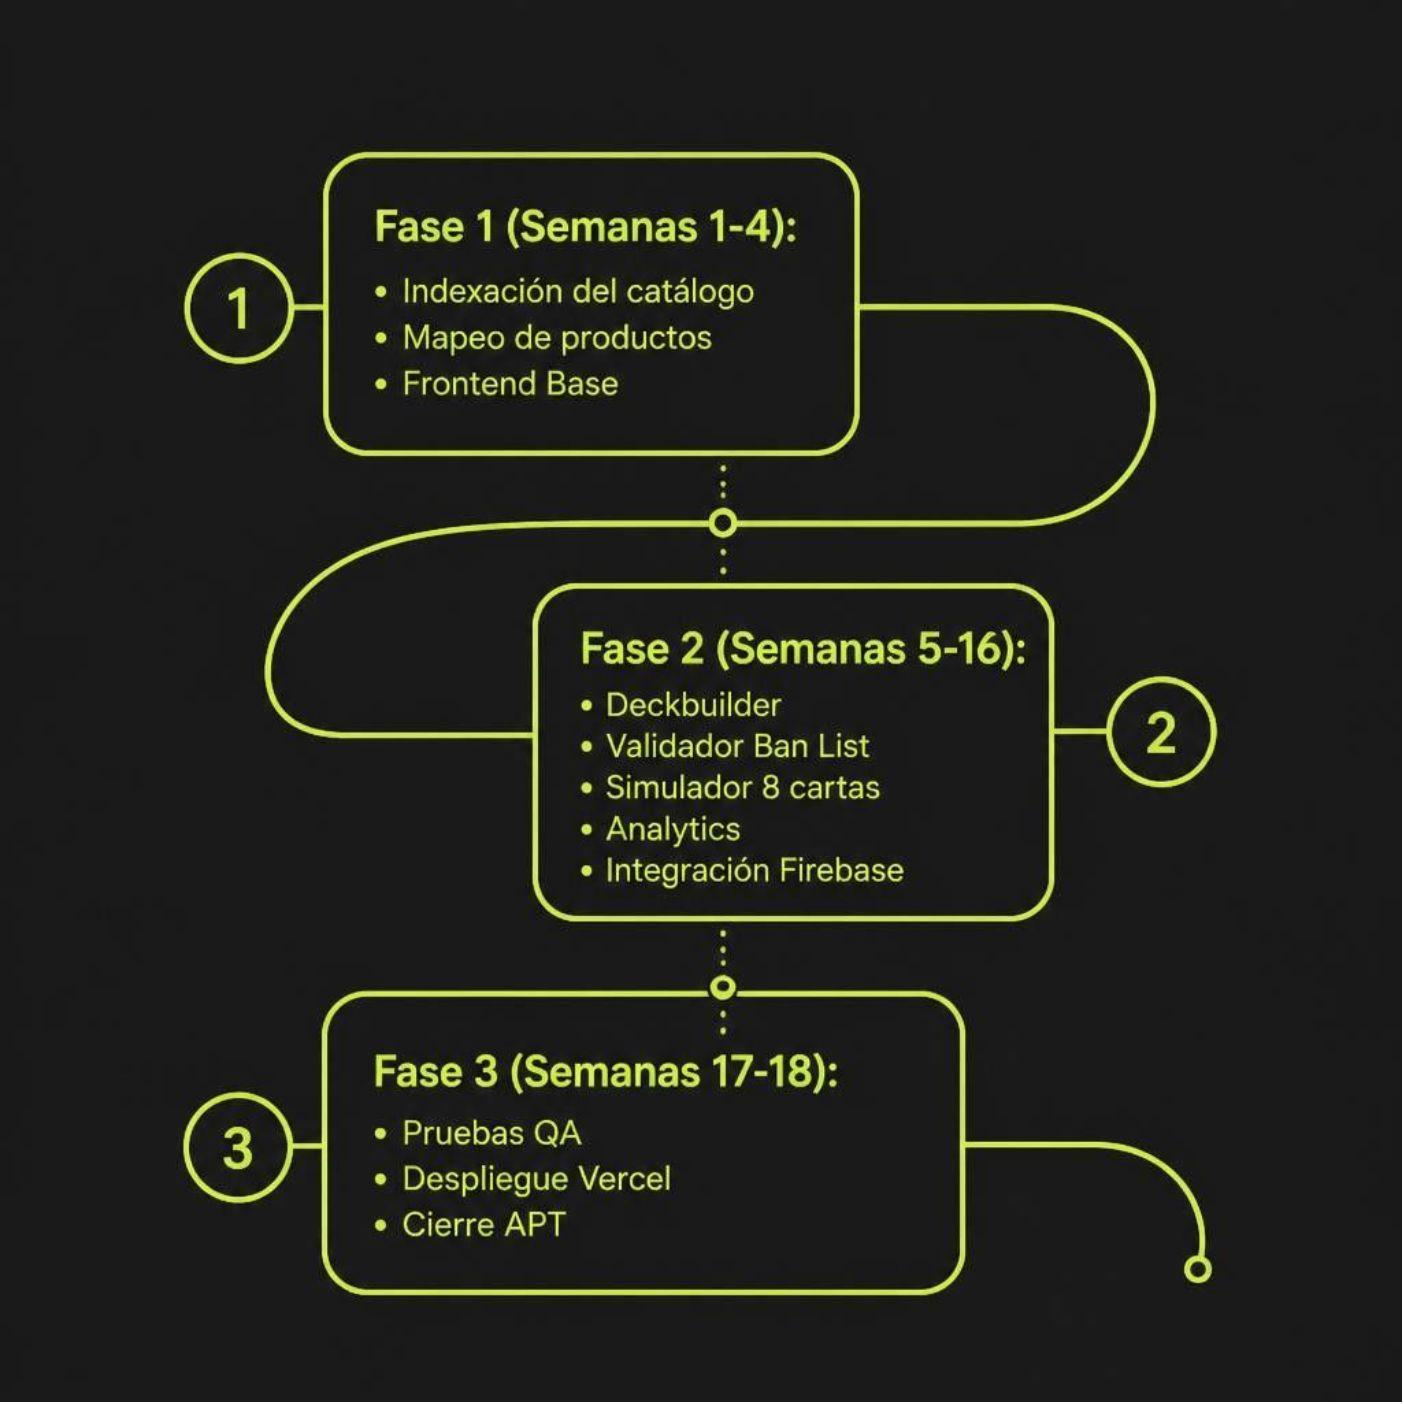 Fase 1 (Semanas 1-4):
• Indexación del catálogo
1
• Mapeo de productos
• Frontend Base
Fase 2 (Semanas 5-16):
• Deckbuilder
• Validador Ban List
2
• Simulador 8 cartas
• Analytics
• Integración Firebase
Fase 3 (Semanas 17-18):
• Pruebas QA
3
• Despliegue Vercel
• Cierre APT